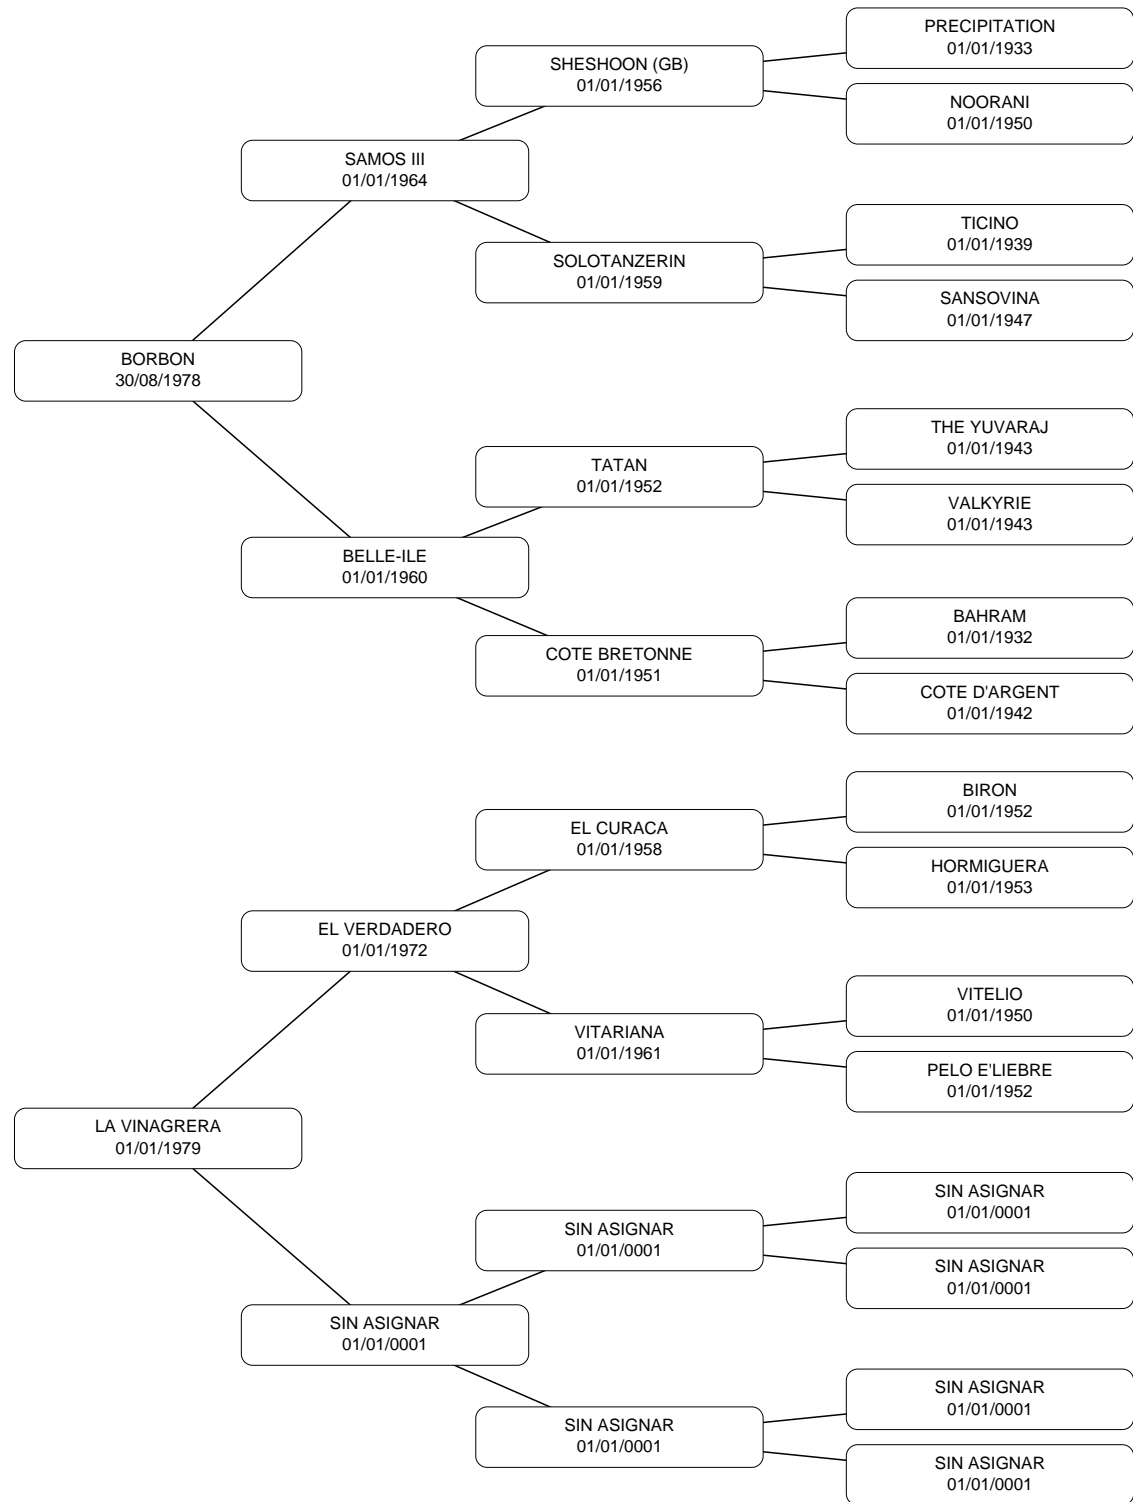 PRECIPITATION
01/01/1933
SHESHOON (GB)
01/01/1956
NOORANI
01/01/1950
SAMOS III
01/01/1964
TICINO
01/01/1939
SOLOTANZERIN
01/01/1959
SANSOVINA
01/01/1947
BORBON
30/08/1978
THE YUVARAJ
01/01/1943
TATAN
01/01/1952
VALKYRIE
01/01/1943
BELLE-ILE
01/01/1960
BAHRAM
01/01/1932
COTE BRETONNE
01/01/1951
COTE D'ARGENT
01/01/1942
BIRON
01/01/1952
EL CURACA
01/01/1958
HORMIGUERA
01/01/1953
EL VERDADERO
01/01/1972
VITELIO
01/01/1950
VITARIANA
01/01/1961
PELO E'LIEBRE
01/01/1952
LA VINAGRERA
01/01/1979
SIN ASIGNAR
01/01/0001
SIN ASIGNAR
01/01/0001
SIN ASIGNAR
01/01/0001
SIN ASIGNAR
01/01/0001
SIN ASIGNAR
01/01/0001
SIN ASIGNAR
01/01/0001
SIN ASIGNAR
01/01/0001